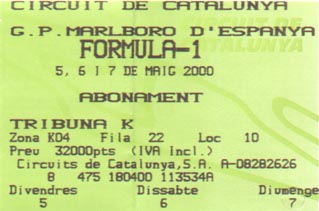 CIRCUIT DE CATALUNYA
G.P.MARLBORO D'ESPANYA
FORMULA-1
5, 6 i 7 DE MAIG 2000
ABONAMENT
TRIBUNA K
Zona K04 Fila 22 Loc 10
Preu 32000pts (IVA Incl.)
Circuits de Catalunya,S.A. A-08282626
8 475 180400 113534A
Divendres Dissabte Diumenge
5 6 7